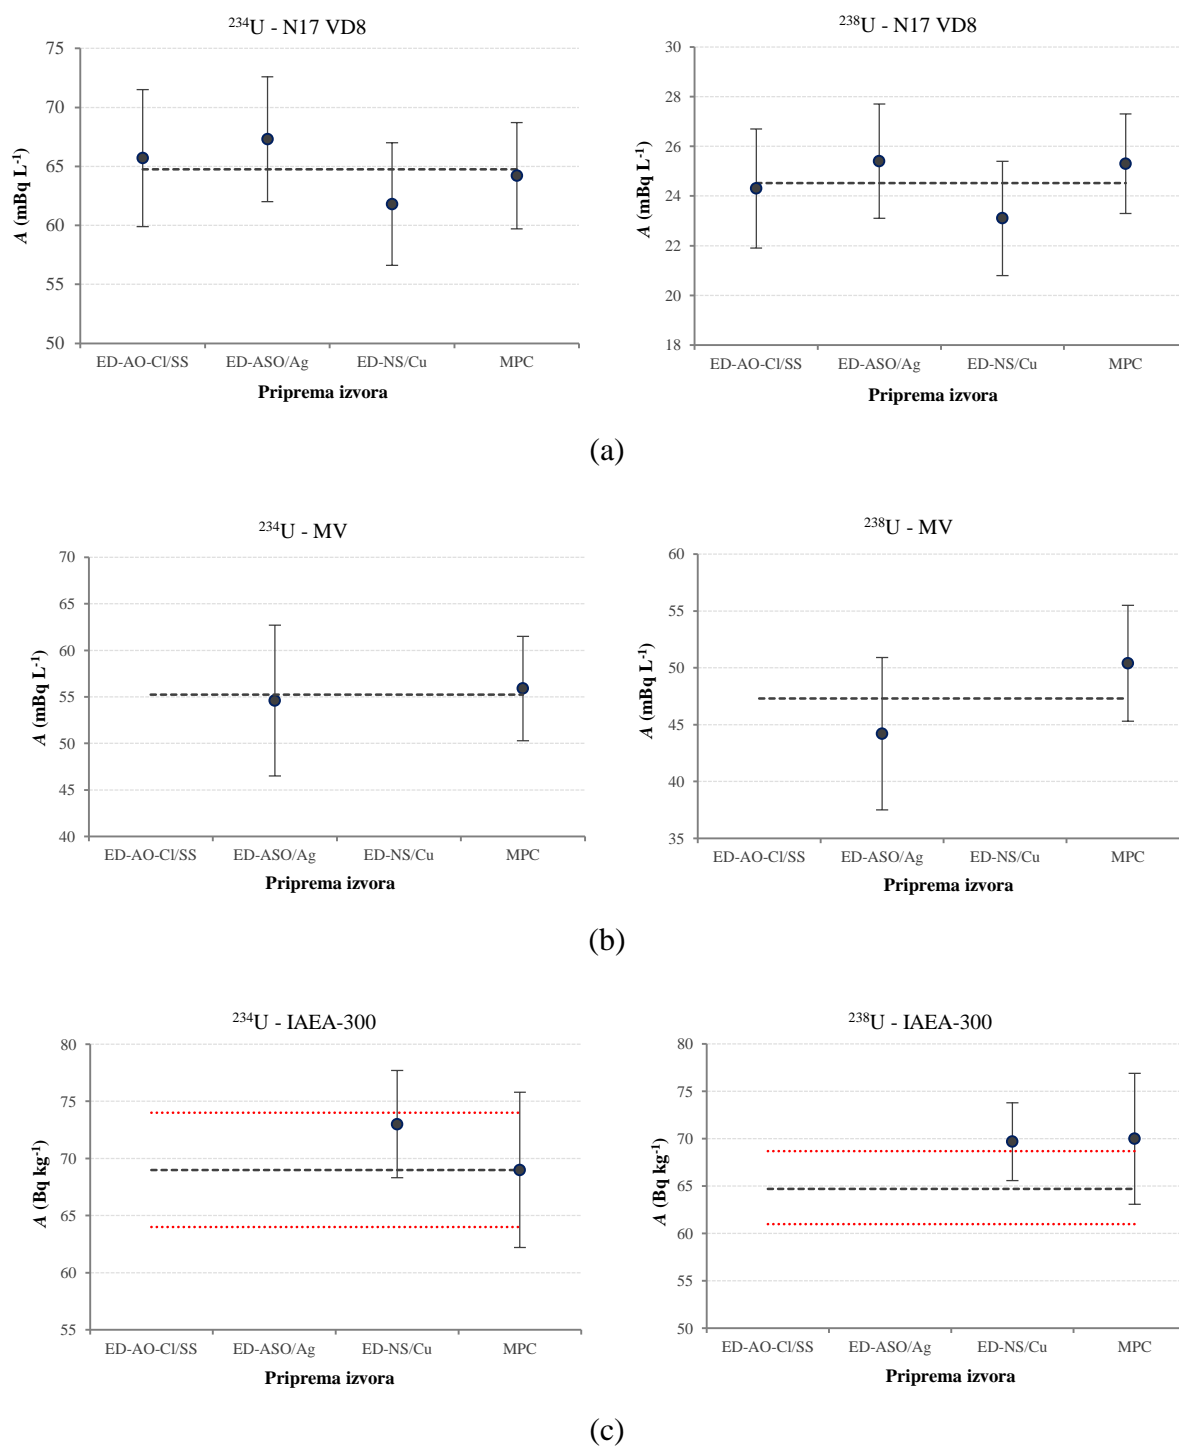 ²³⁴U - N17 VD8
75
70
65
60
55
50
A (mBq L⁻¹)
ED-AO-Cl/SS ED-ASO/Ag ED-NS/Cu MPC
Priprema izvora
²³⁸U - N17 VD8
30
28
26
24
22
20
18
A (mBq L⁻¹)
ED-AO-Cl/SS ED-ASO/Ag ED-NS/Cu MPC
Priprema izvora
(a)
²³⁴U - MV
70
65
60
55
50
45
40
A (mBq L⁻¹)
ED-AO-Cl/SS ED-ASO/Ag ED-NS/Cu MPC
Priprema izvora
²³⁸U - MV
60
55
50
45
40
35
A (mBq L⁻¹)
ED-AO-Cl/SS ED-ASO/Ag ED-NS/Cu MPC
Priprema izvora
(b)
²³⁴U - IAEA-300
80
75
70
65
60
55
A (Bq kg⁻¹)
ED-AO-Cl/SS ED-ASO/Ag ED-NS/Cu MPC
Priprema izvora
²³⁸U - IAEA-300
80
75
70
65
60
55
50
A (Bq kg⁻¹)
ED-AO-Cl/SS ED-ASO/Ag ED-NS/Cu MPC
Priprema izvora
(c)